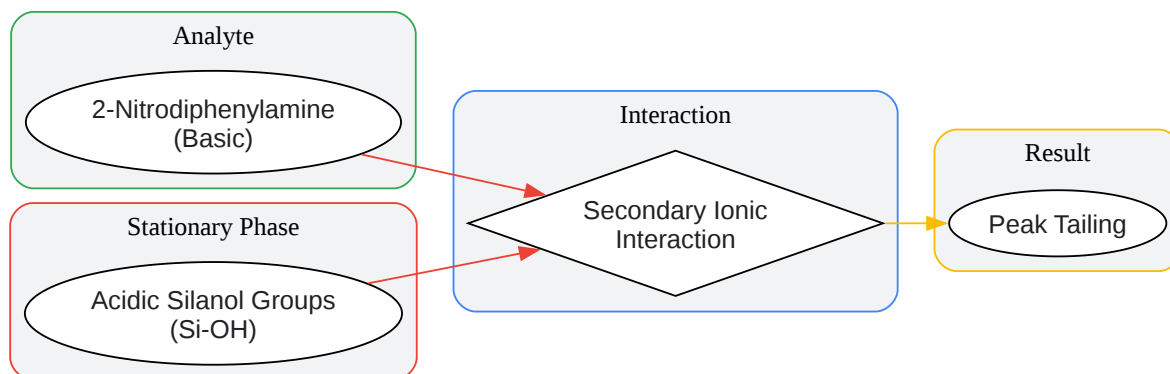 Analyte
2-Nitrodiphenylamine
(Basic)
Stationary Phase
Acidic Silanol Groups
(Si-OH)
Interaction
Secondary Ionic
Interaction
Result
Peak Tailing